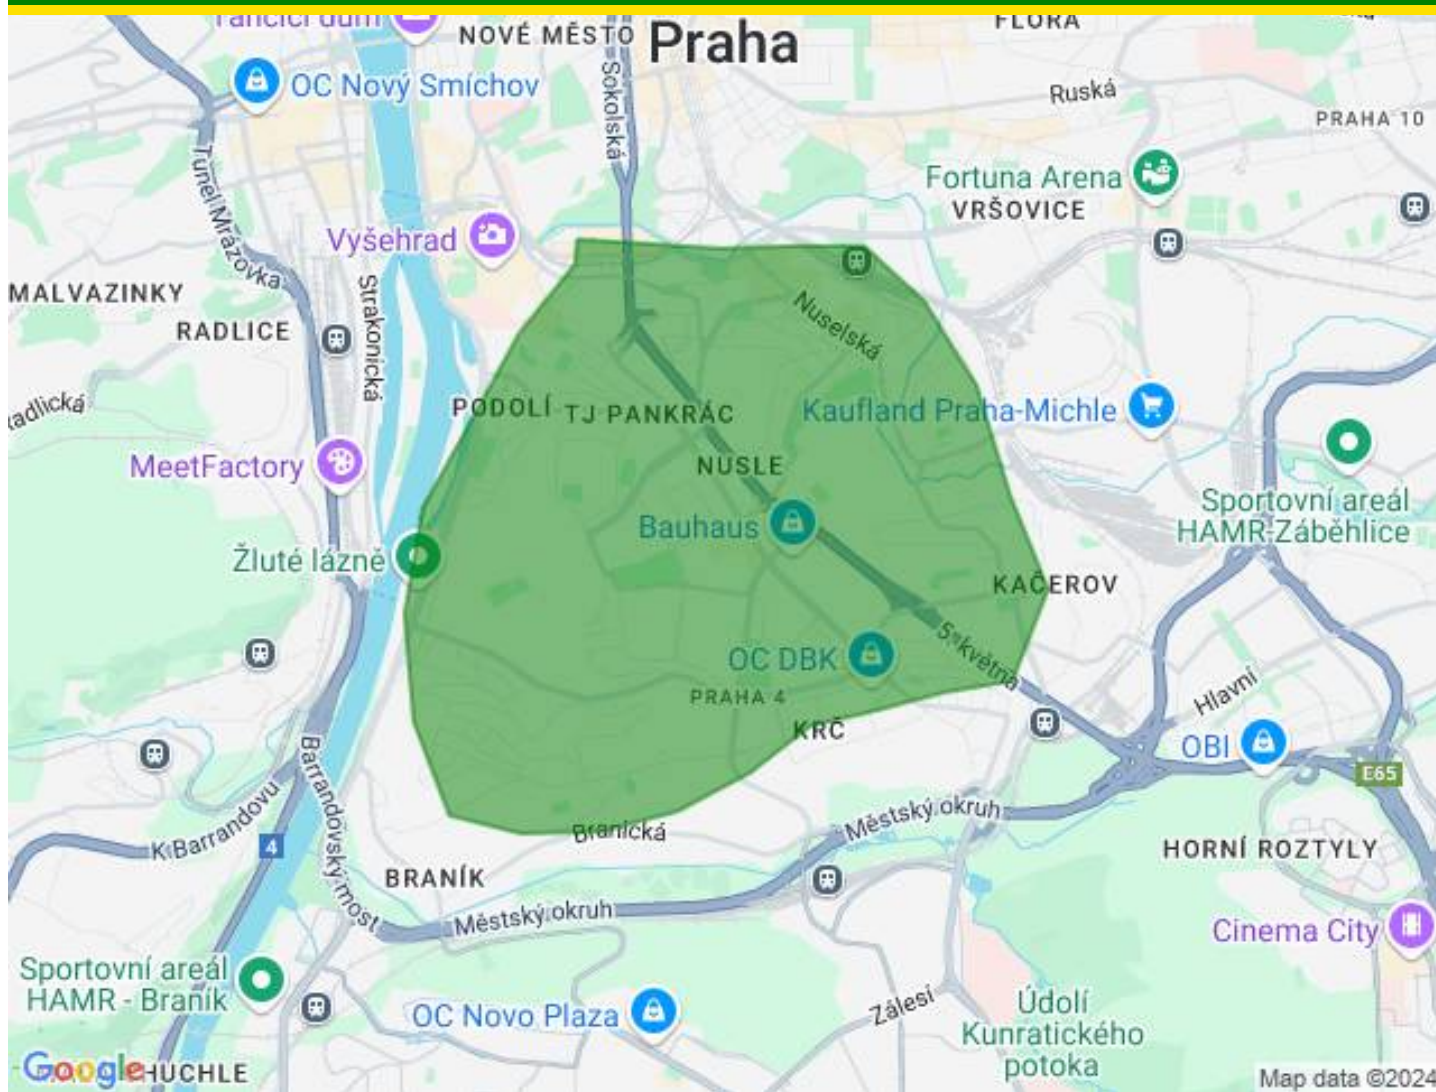 Tančící dům
NOVÉ MĚSTO
Praha
FLORA
OC Nový Smíchov
Sokolská
Ruská
PRAHA 10
Tunel Mrázovka
Fortuna Arena
VRŠOVICE
Vyšehrad
MALVAZINKY
Strakonická
RADLICE
Nuselská
PODOLÍ
TJ PANKRÁC
Kaufland Praha-Michle
MeetFactory
NUSLE
Sportovní areál
HAMR-Záběhlice
Bauhaus
Žluté lázně
KAČEROV
5. května
OC DBK
PRAHA 4
KRČ
Hlavní
OBI
E65
Barrandovský most
K Barrandovu
4
Branická
Městský okruh
HORNÍ ROZTYLY
BRANÍK
Městský okruh
Cinema City
Sportovní areál
HAMR - Braník
OC Novo Plaza
Zálesí
Údolí
Kunratického
potoka
Google
HUCHLE
Map data ©2024